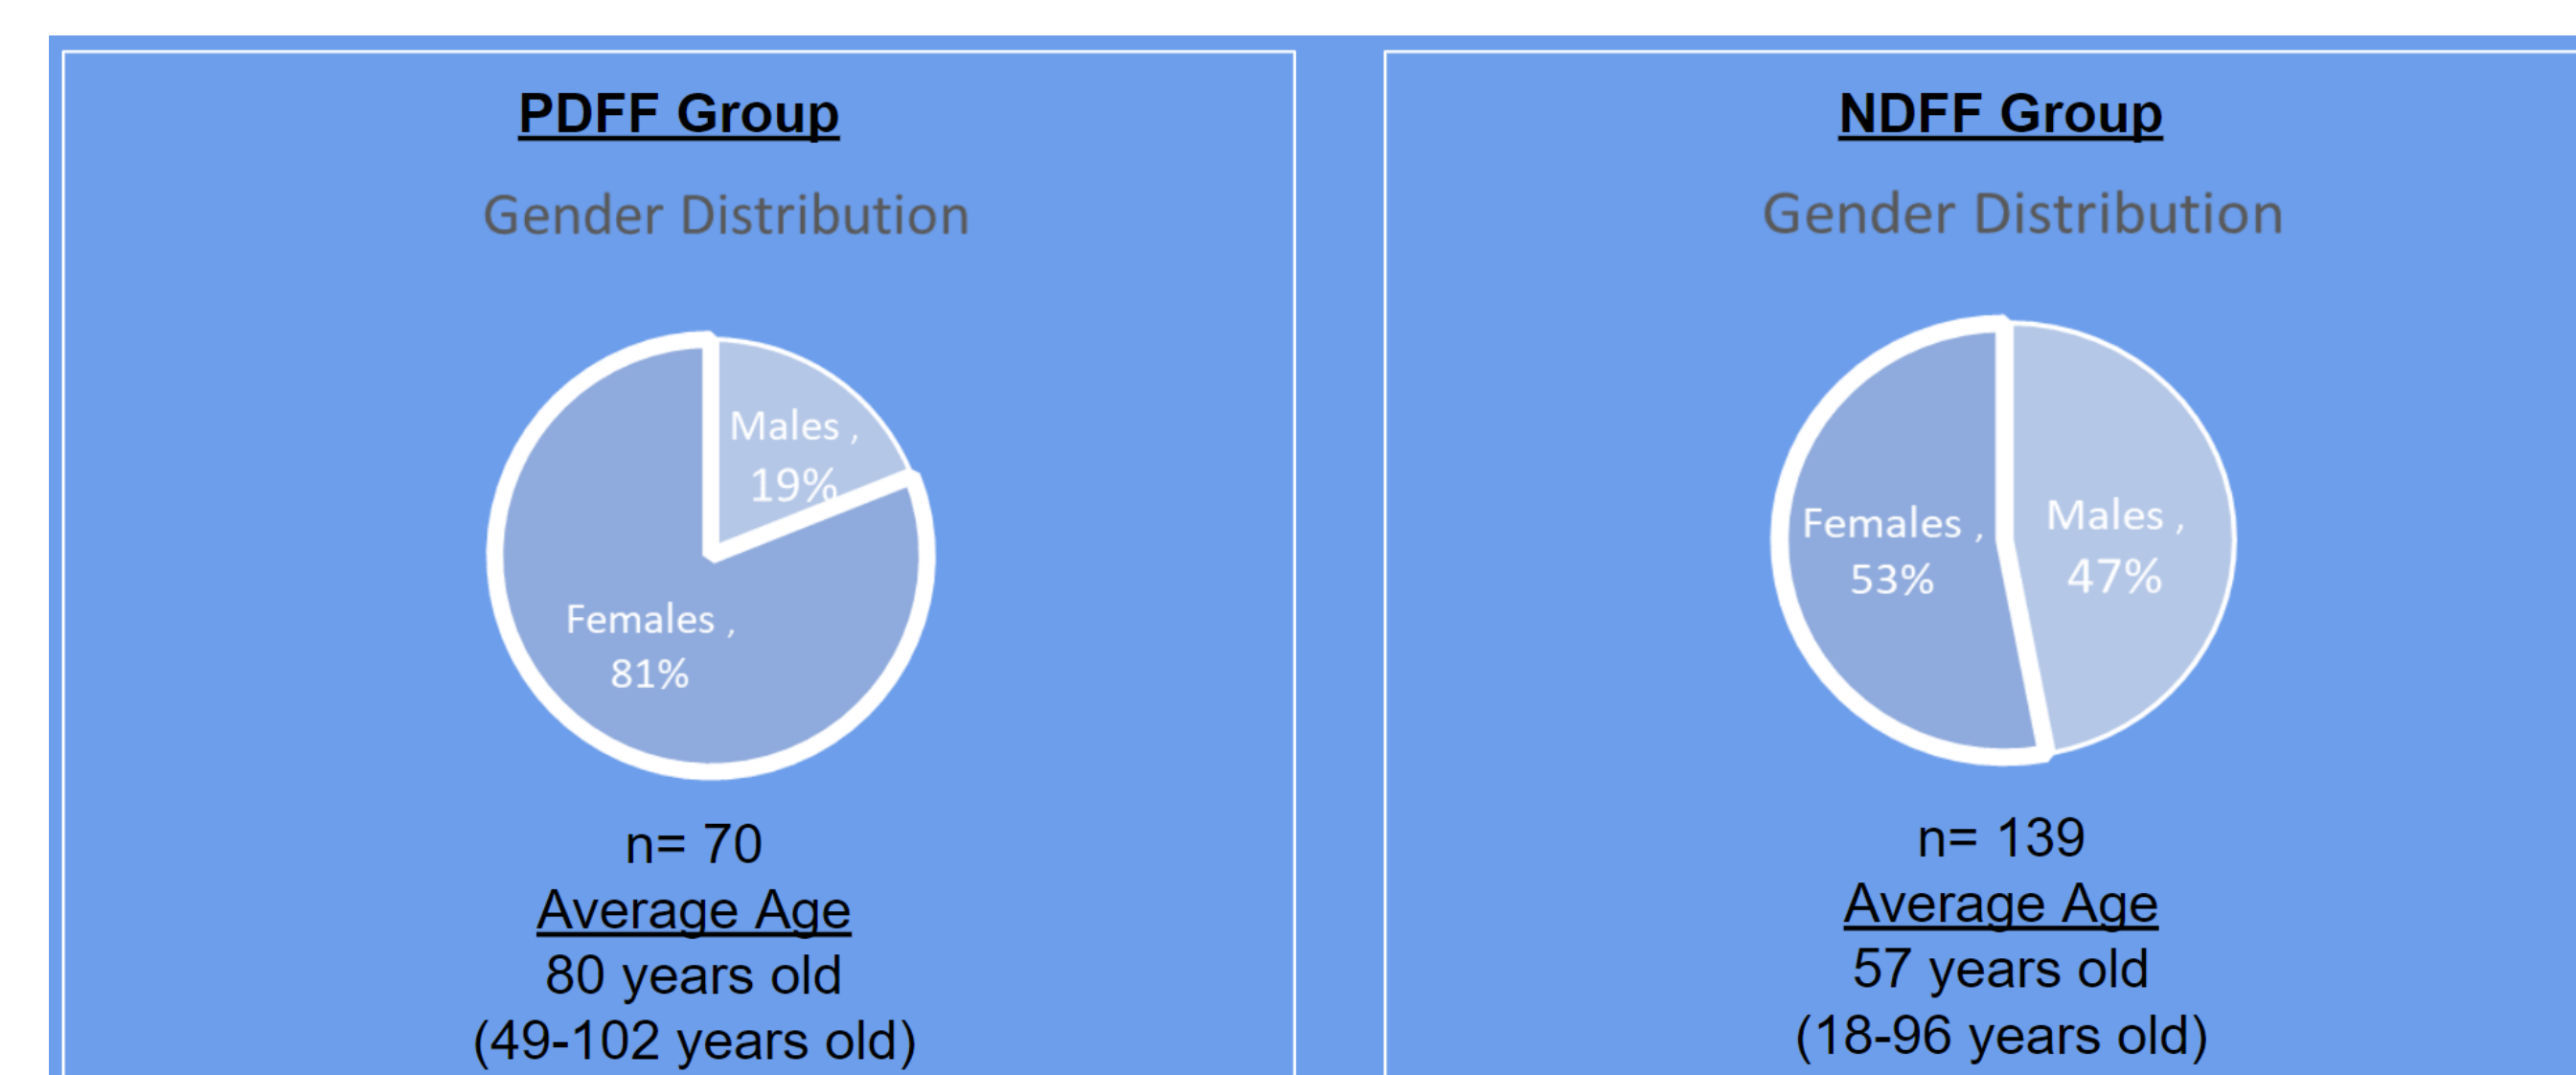 PDFF Group
Gender Distribution
Males ,
19%
Females ,
81%
n= 70
Average Age
80 years old
(49-102 years old)
NDFF Group
Gender Distribution
Females ,
53%
Males ,
47%
n= 139
Average Age
57 years old
(18-96 years old)